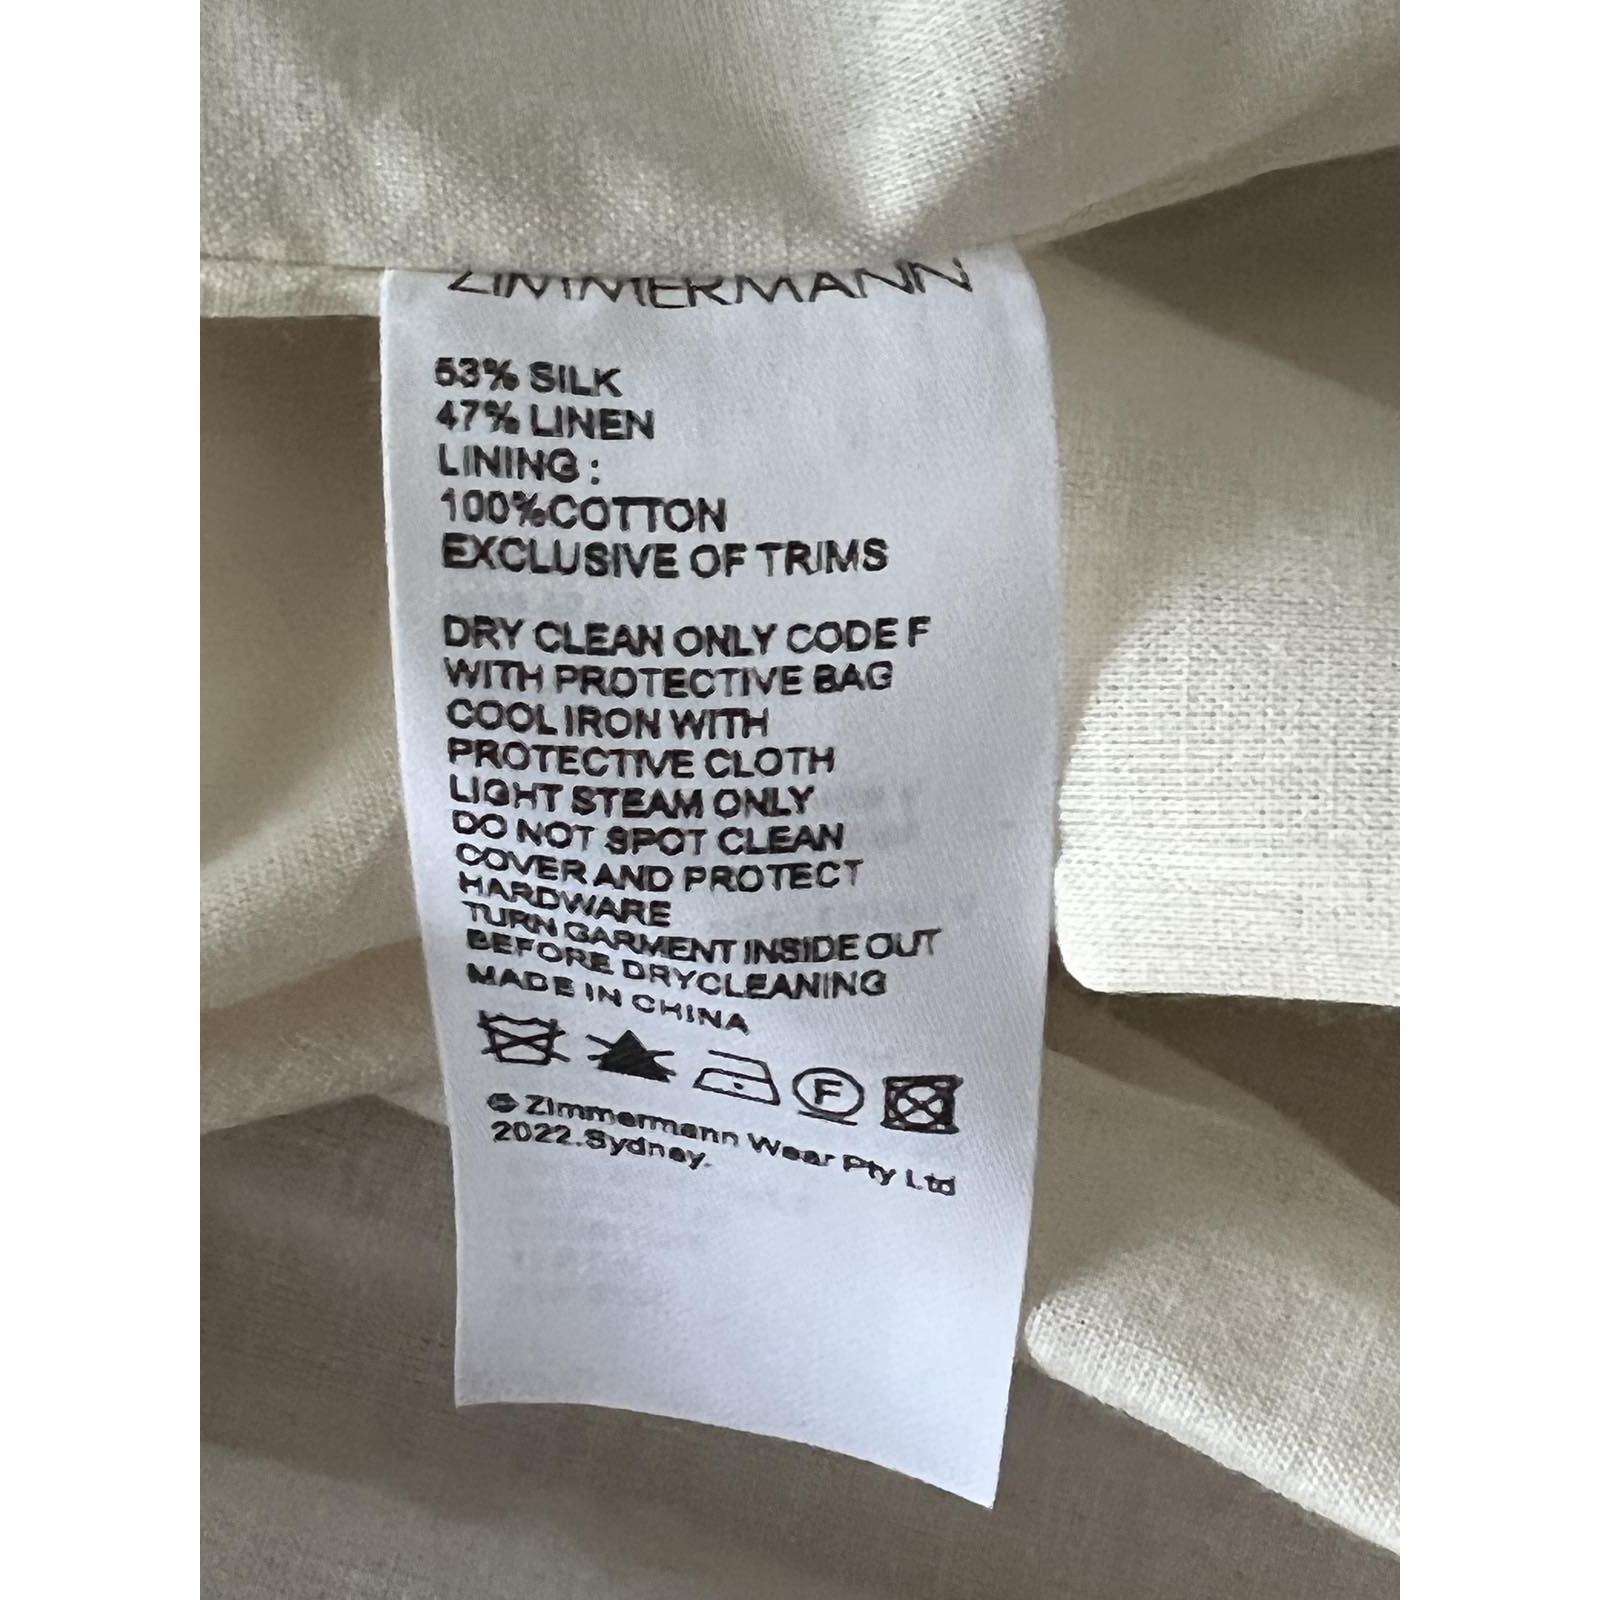 ZIMMERMANN
53% SILK
47% LINEN
LINING :
100%COTTON
EXCLUSIVE OF TRIMS
DRY CLEAN ONLY CODE F
WITH PROTECTIVE BAG
COOL IRON WITH
PROTECTIVE CLOTH
LIGHT STEAM ONLY
DO NOT SPOT CLEAN
COVER AND PROTECT
HARDWARE
TURN GARMENT INSIDE OUT
BEFORE DRYCLEANING
MADE IN CHINA
F
© Zimmermann Wear Pty Ltd
2022.Sydney.